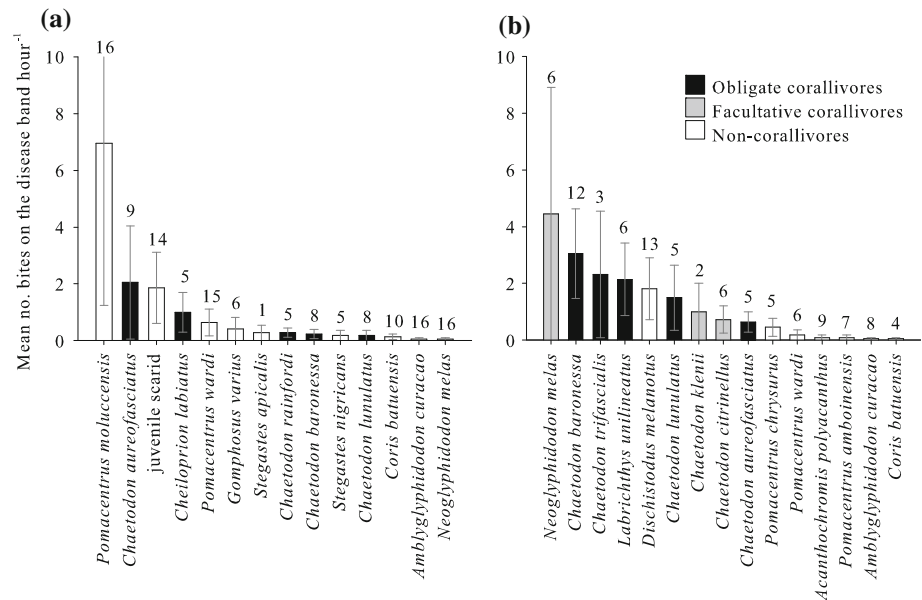 (a)
(b)
Mean no. bites on the disease band hour⁻¹
10
8
6
4
2
0
16
9
14
5
15
6
1
5
8
5
8
10
16
16
Pomacentrus moluccensis
Chaetodon aureofasciatus
juvenile scarid
Cheiloprion labiatus
Pomacentrus wardi
Gomphosus varius
Stegastes apicalis
Chaetodon rainfordi
Chaetodon baronessa
Stegastes nigricans
Chaetodon lunulatus
Coris batuensis
Amblyglyphidodon curacao
Neoglyphidodon melas
10
8
6
4
2
0
Obligate corallivores
Facultative corallivores
Non-corallivores
6
12
3
6
13
5
2
6
5
5
6
9
7
8
4
Neoglyphidodon melas
Chaetodon baronessa
Chaetodon trifascialis
Labrichthys unilineatus
Dischistodus melanotus
Chaetodon lunulatus
Chaetodon klenii
Chaetodon citrinellus
Chaetodon aureofasciatus
Pomacentrus chrysurus
Pomacentrus wardi
Acanthochromis polyacanthus
Pomacentrus amboinensis
Amblyglyphidodon curacao
Coris batuensis